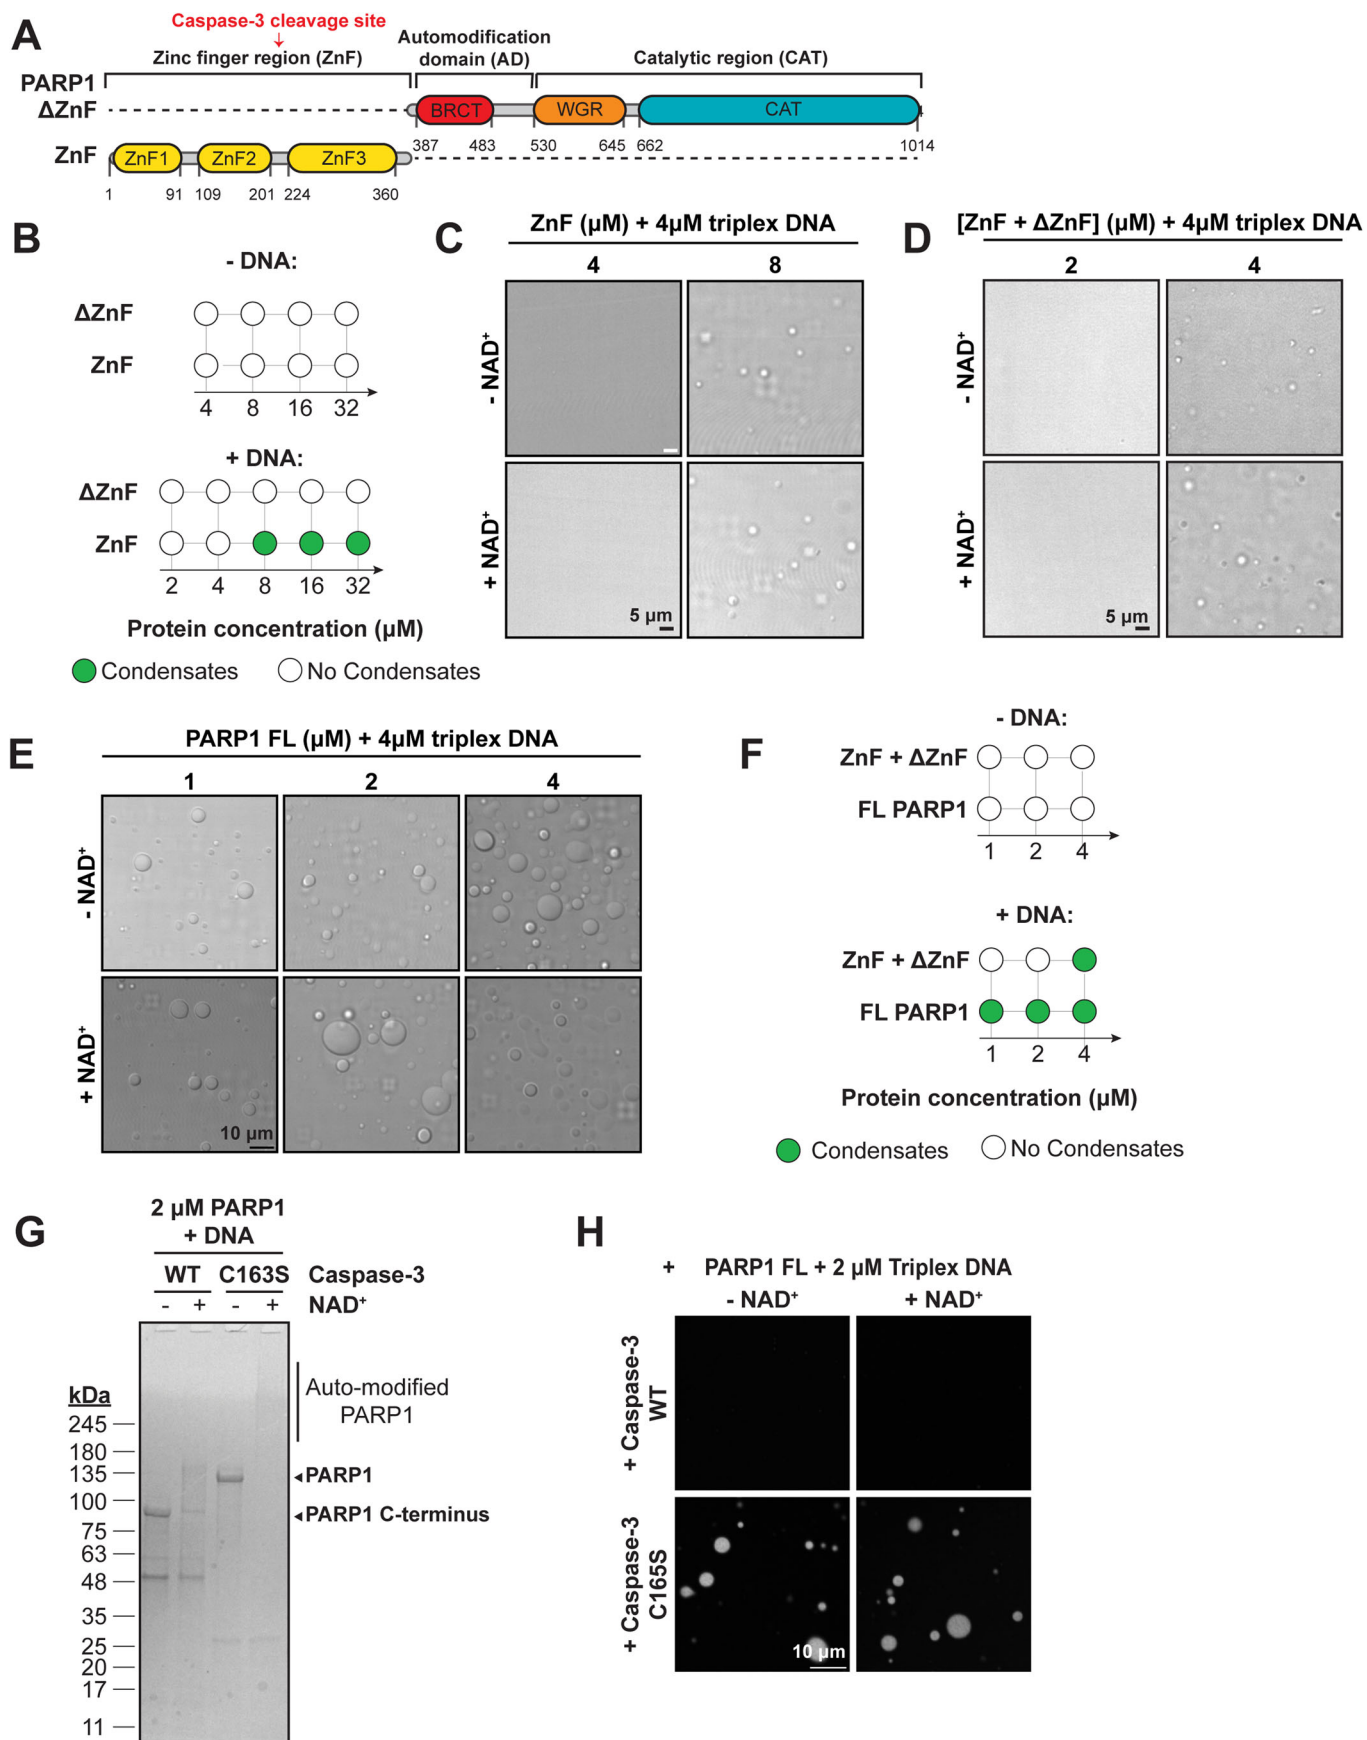 A
Caspase-3 cleavage site
↓
Zinc finger region (ZnF)
Automodification
domain (AD)
Catalytic region (CAT)
PARP1
ΔZnF
BRCT
WGR
CAT
387 483 530 645 662 1014
ZnF
ZnF1
ZnF2
ZnF3
1 91 109 201 224 360
B
- DNA:
ΔZnF
ZnF
4 8 16 32
+ DNA:
ΔZnF
ZnF
2 4 8 16 32
Protein concentration (µM)
Condensates
No Condensates
C
ZnF (µM) + 4µM triplex DNA
4 8
- NAD⁺
+ NAD⁺
5 µm
D
[ZnF + ΔZnF] (µM) + 4µM triplex DNA
2 4
- NAD⁺
+ NAD⁺
5 µm
E
PARP1 FL (µM) + 4µM triplex DNA
1 2 4
- NAD⁺
+ NAD⁺
10 µm
F
- DNA:
ZnF + ΔZnF
FL PARP1
1 2 4
+ DNA:
ZnF + ΔZnF
FL PARP1
1 2 4
Protein concentration (µM)
Condensates
No Condensates
G
2 µM PARP1
+ DNA
WT C163S Caspase-3
- + - + NAD⁺
kDa
245
180
135
100
75
63
48
35
25
20
17
11
Auto-modified
PARP1
PARP1
PARP1 C-terminus
H
+ PARP1 FL + 2 µM Triplex DNA
- NAD⁺ + NAD⁺
+ Caspase-3
WT
+ Caspase-3
C165S
10 µm